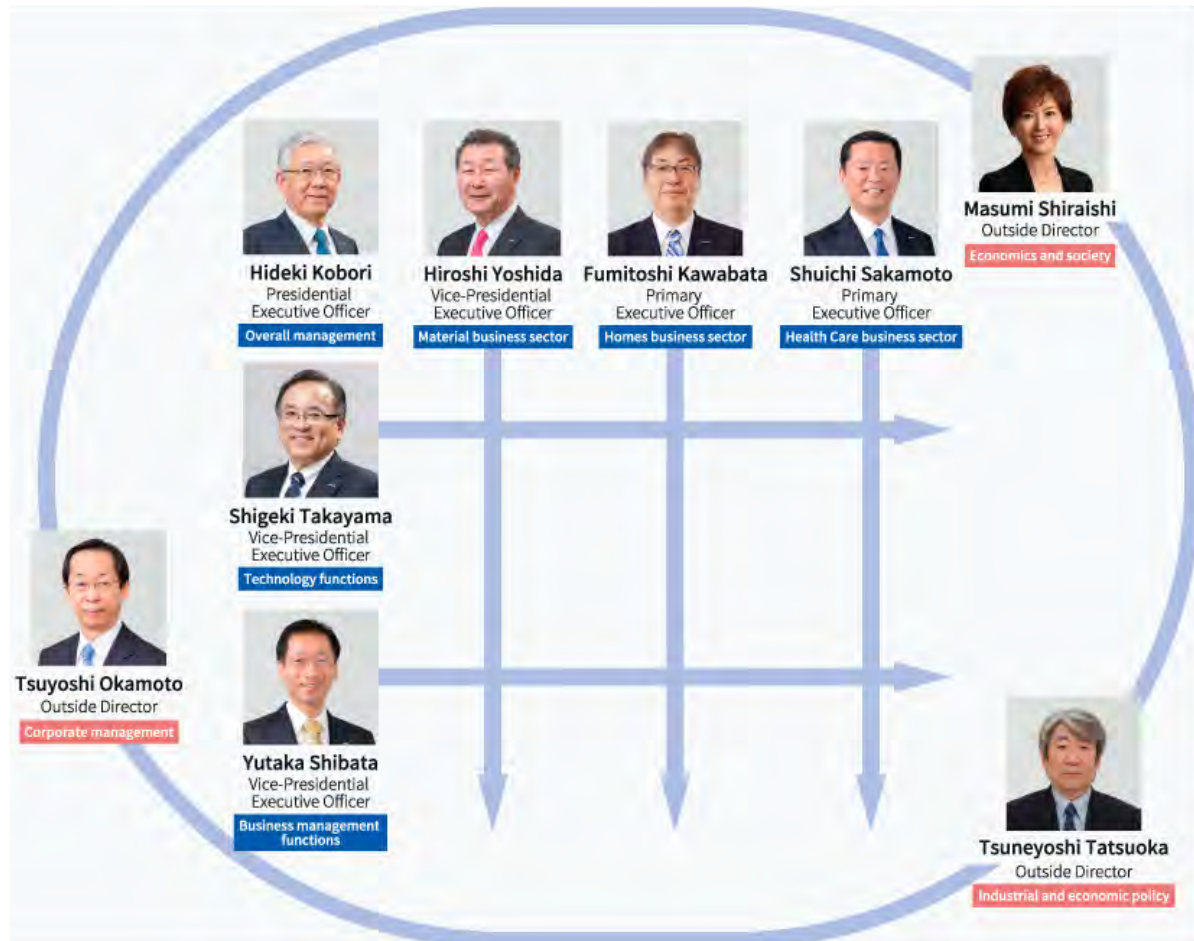 Masumi Shiraishi
Outside Director
Economics and society
Hideki Kobori
Presidential
Executive Officer
Overall management
Hiroshi Yoshida
Vice-Presidential
Executive Officer
Material business sector
Fumitoshi Kawabata
Primary
Executive Officer
Homes business sector
Shuichi Sakamoto
Primary
Executive Officer
Health Care business sector
Shigeki Takayama
Vice-Presidential
Executive Officer
Technology functions
Tsuyoshi Okamoto
Outside Director
Corporate management
Yutaka Shibata
Vice-Presidential
Executive Officer
Business management
functions
Tsuneyoshi Tatsuoka
Outside Director
Industrial and economic policy